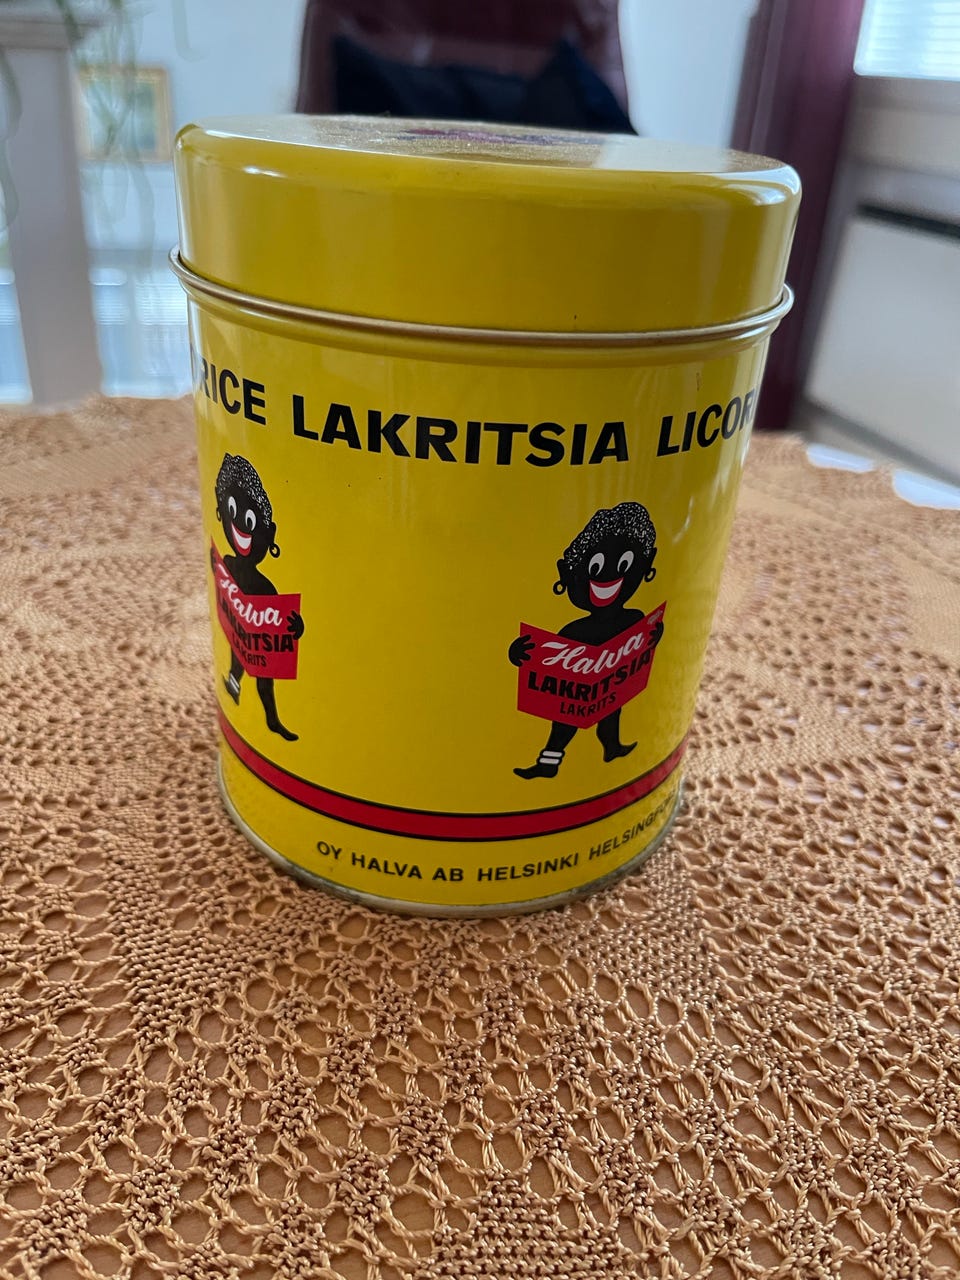 RICE LAKRITSIA LICOR
Halva
LAKRITSIA
LAKRITS
Halva
LAKRITSIA
LAKRITS
OY HALVA AB HELSINKI HELSINGFO